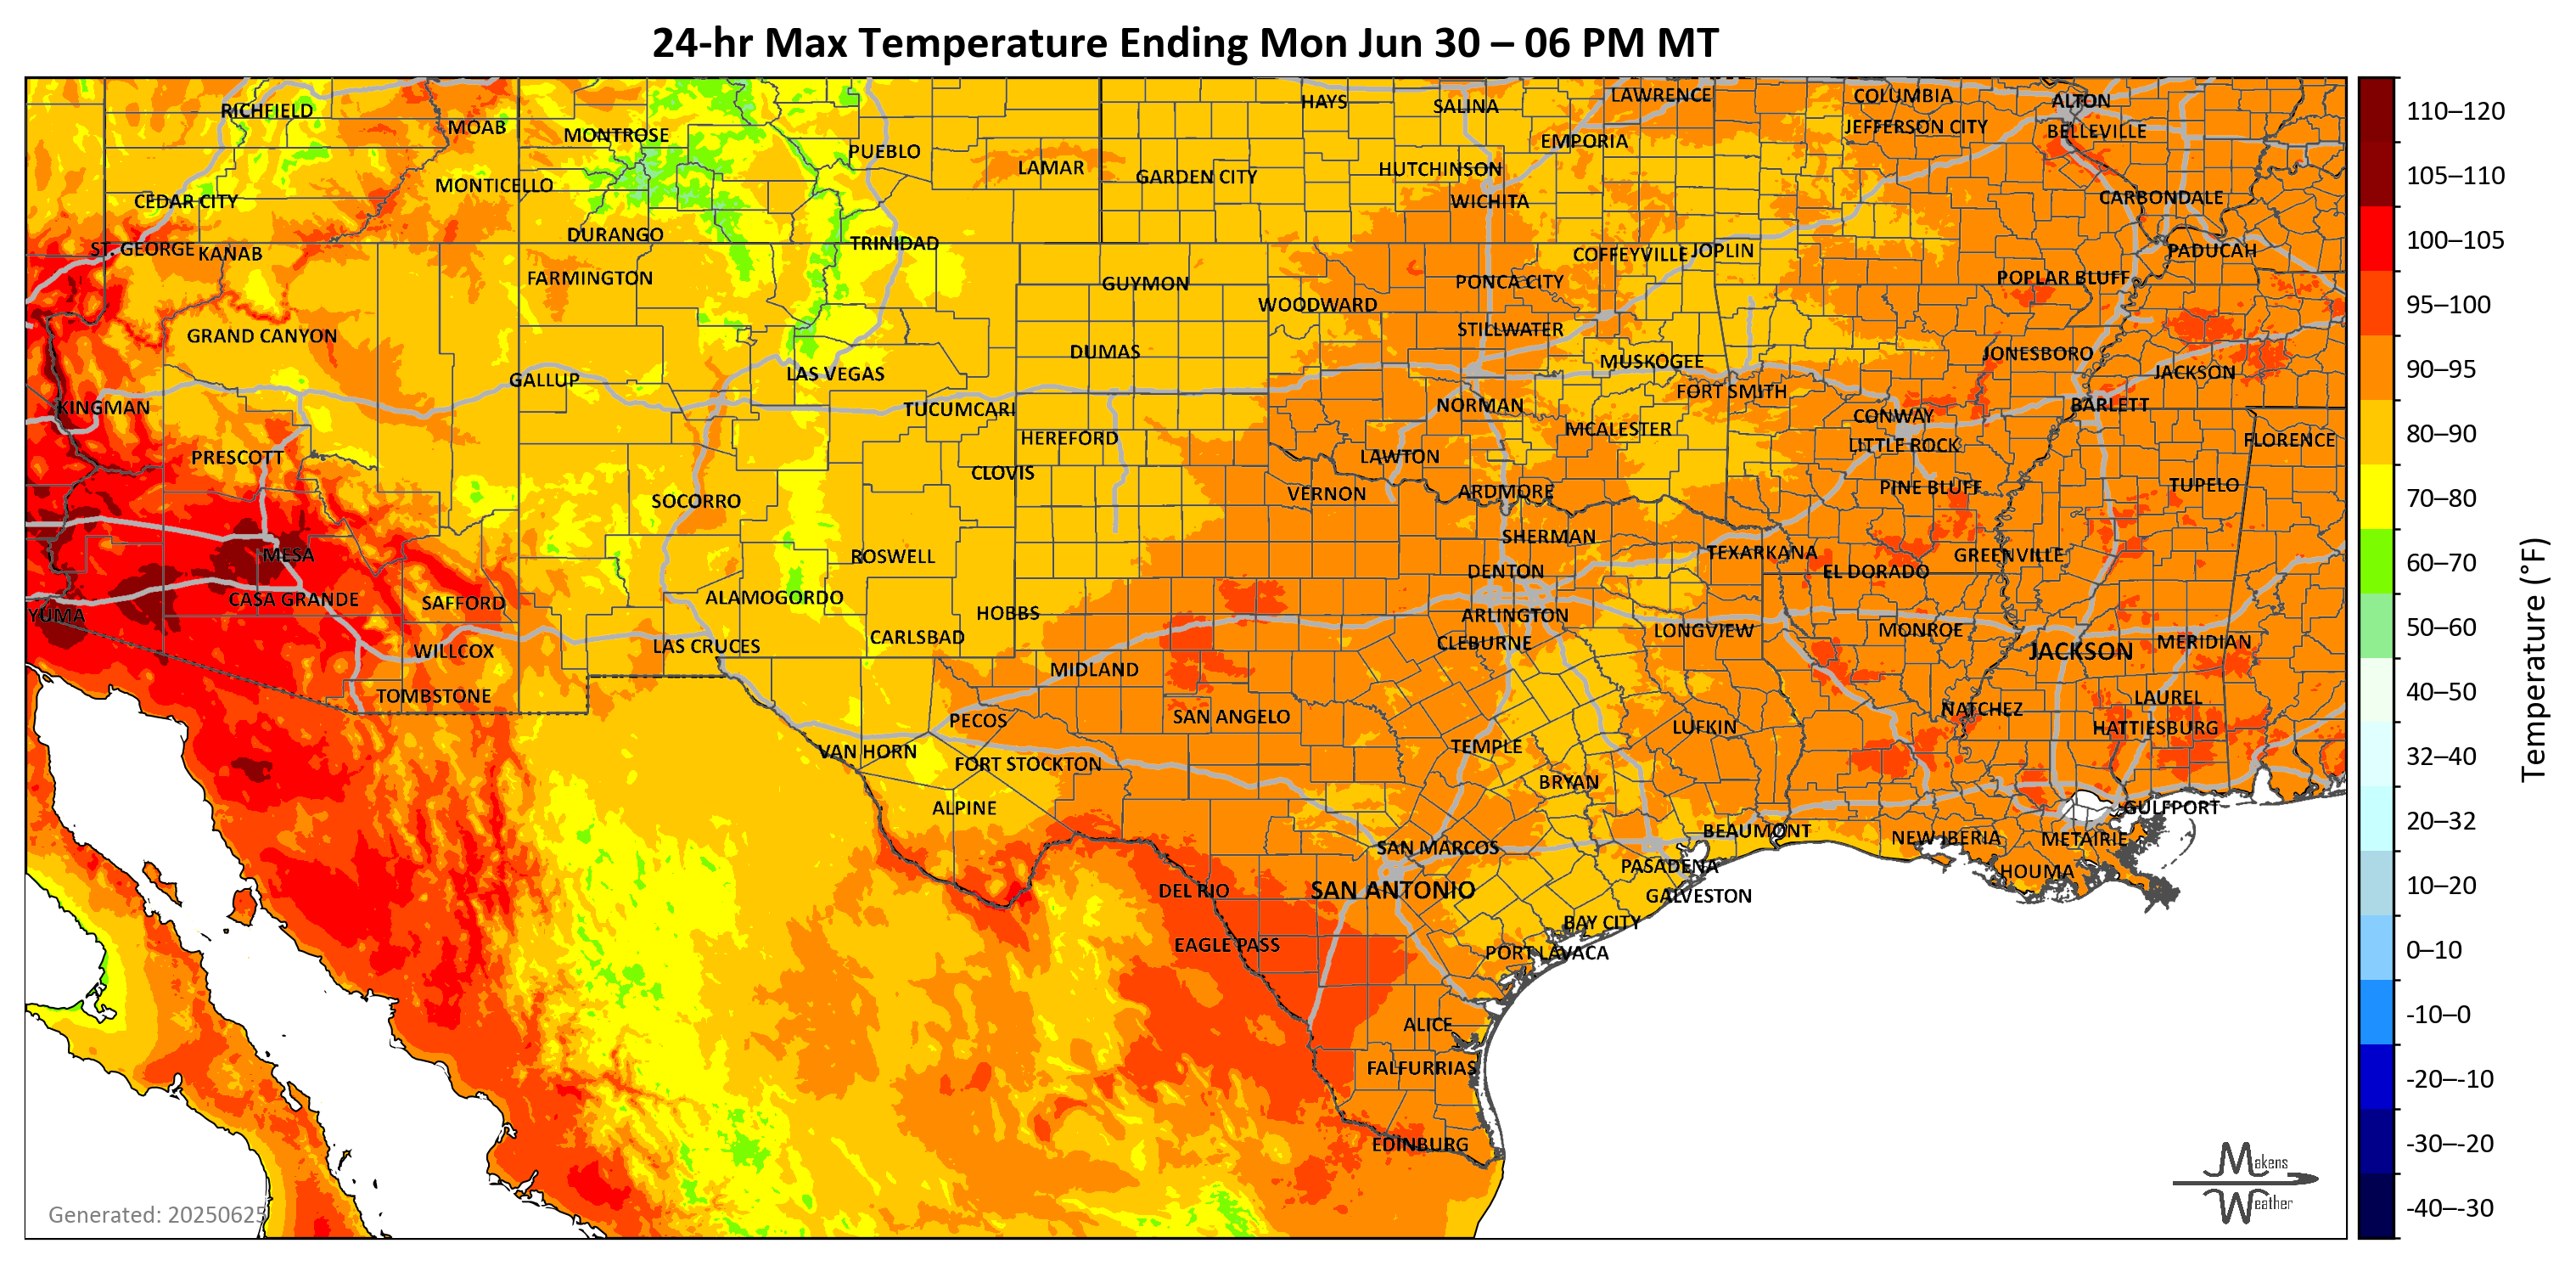 24-hr Max Temperature Ending Mon Jun 30 – 06 PM MT
RICHFIELD
MOAB
MONTROSE
PUEBLO
LAMAR
HAYS
SALINA
LAWRENCE
COLUMBIA
ALTON
JEFFERSON CITY
BELLEVILLE
EMPORIA
HUTCHINSON
GARDEN CITY
WICHITA
MONTICELLO
CEDAR CITY
CARBONDALE
DURANGO
TRINIDAD
ST. GEORGE
KANAB
COFFEYVILLE
JOPLIN
PADUCAH
FARMINGTON
GUYMON
PONCA CITY
POPLAR BLUFF
WOODWARD
GRAND CANYON
STILLWATER
DUMAS
MUSKOGEE
JONESBORO
JACKSON
GALLUP
LAS VEGAS
FORT SMITH
KINGMAN
TUCUMCARI
NORMAN
CONWAY
BARLETT
HEREFORD
MCALESTER
LITTLE ROCK
FLORENCE
PRESCOTT
CLOVIS
LAWTON
SOCORRO
VERNON
ARDMORE
PINE BLUFF
TUPELO
MESA
ROSWELL
SHERMAN
TEXARKANA
GREENVILLE
DENTON
EL DORADO
YUMA
CASA GRANDE
SAFFORD
ALAMOGORDO
HOBBS
ARLINGTON
WILLCOX
LAS CRUCES
CARLSBAD
CLEBURNE
LONGVIEW
MONROE
JACKSON
MERIDIAN
MIDLAND
TOMBSTONE
PECOS
SAN ANGELO
LUFKIN
NATCHEZ
LAUREL
HATTIESBURG
VAN HORN
FORT STOCKTON
TEMPLE
BRYAN
ALPINE
GULFPORT
BEAUMONT
NEW IBERIA
METAIRIE
SAN MARCOS
PASADENA
HOUMA
DEL RIO
SAN ANTONIO
GALVESTON
BAY CITY
EAGLE PASS
PORT LAVACA
ALICE
FALFURRIAS
EDINBURG
Generated: 20250625
Makens
Weather
110–120
105–110
100–105
95–100
90–95
80–90
70–80
60–70
50–60
40–50
32–40
20–32
10–20
0–10
-10–0
-20–-10
-30–-20
-40–-30
Temperature (°F)